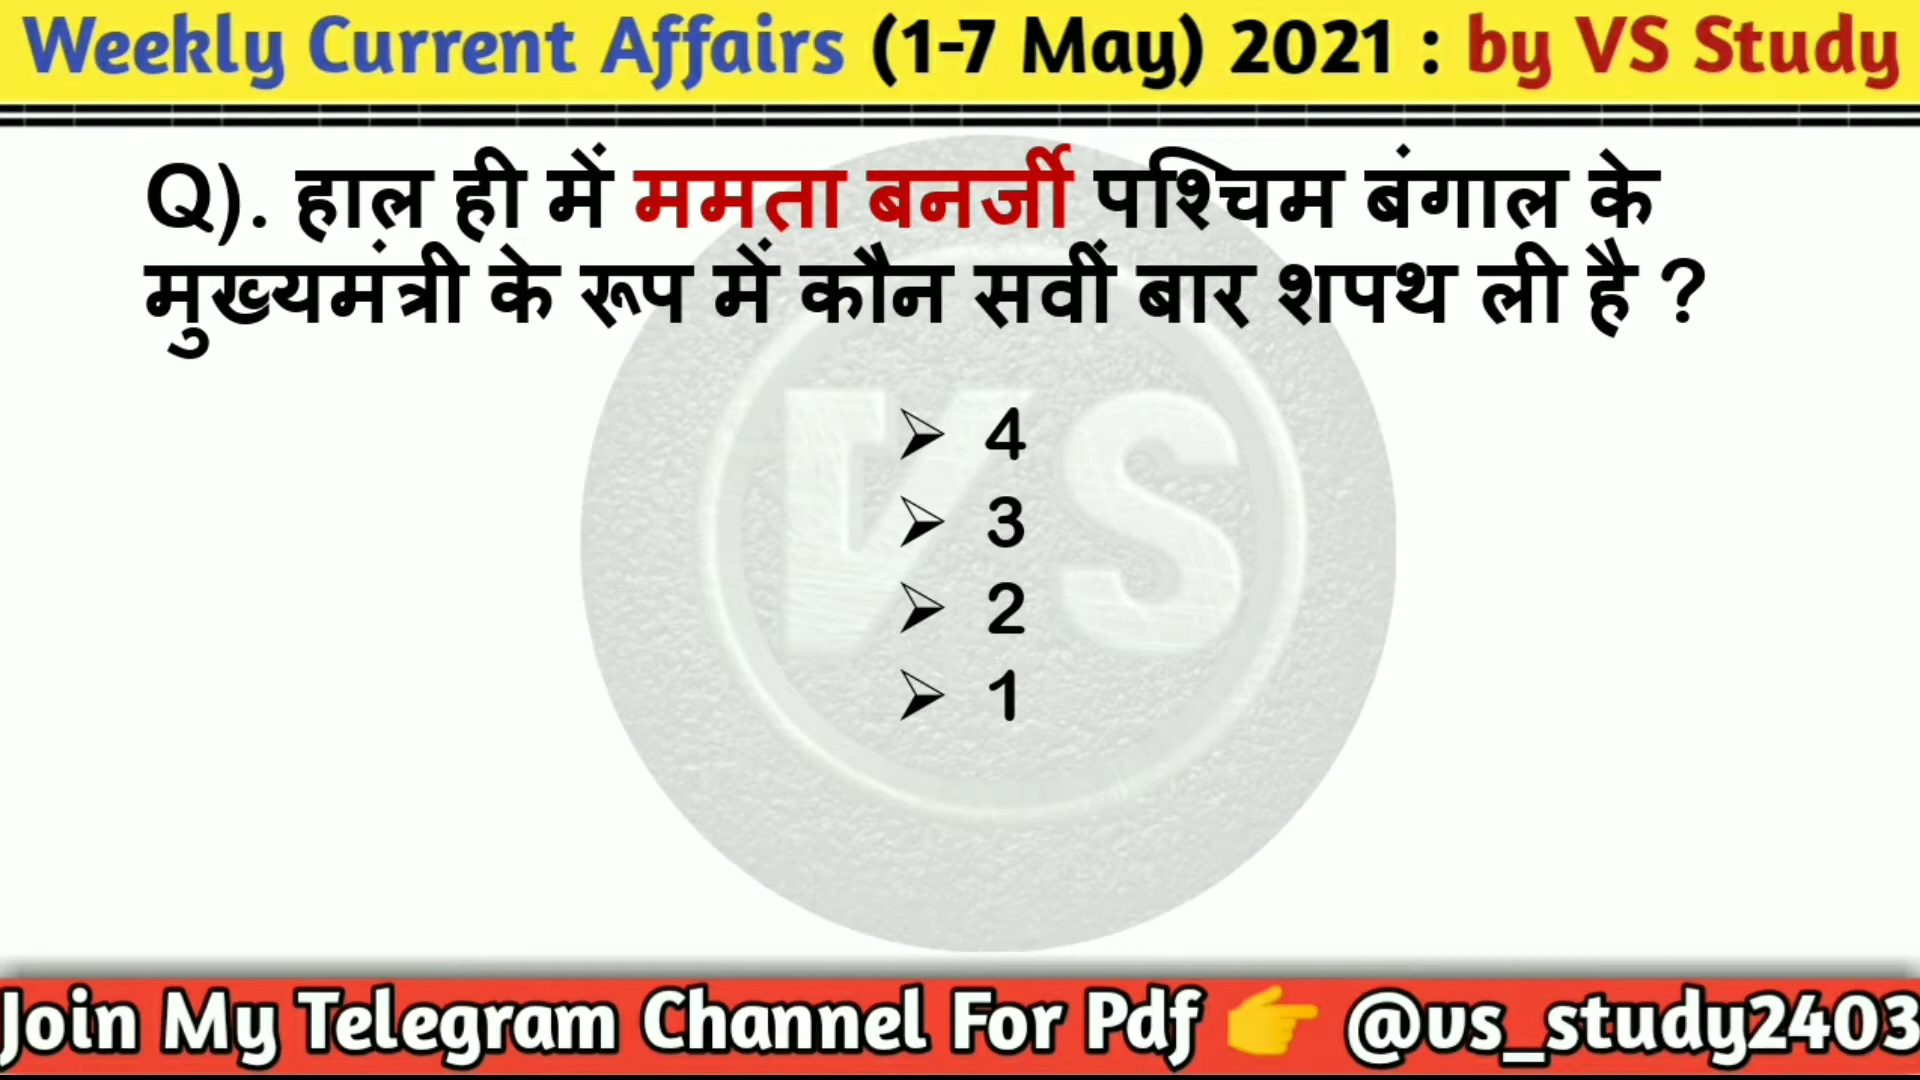 Weekly Current Affairs (1-7 May) 2021 : by VS Study
Q). हाल ही में ममता बनर्जी पश्चिम बंगाल के
मुख्यमंत्री के रूप में कौन सवीं बार शपथ ली है ?
➢ 4
➢ 3
➢ 2
➢ 1
VS
Join My Telegram Channel For Pdf 👉 @vs_study2403